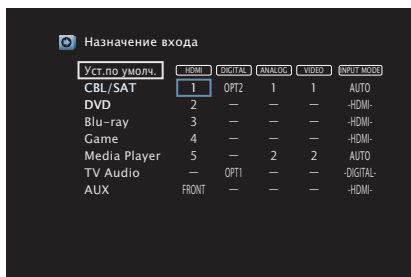 Назначение входа
Уст.по умолч. HDMI DIGITAL ANALOG VIDEO INPUT MODE
CBL/SAT 1 OPT2 1 1 AUTO
DVD 2 – – – -HDMI-
Blu-ray 3 – – – -HDMI-
Game 4 – – – -HDMI-
Media Player 5 – 2 2 AUTO
TV Audio – OPT1 – – -DIGITAL-
AUX FRONT – – – -HDMI-